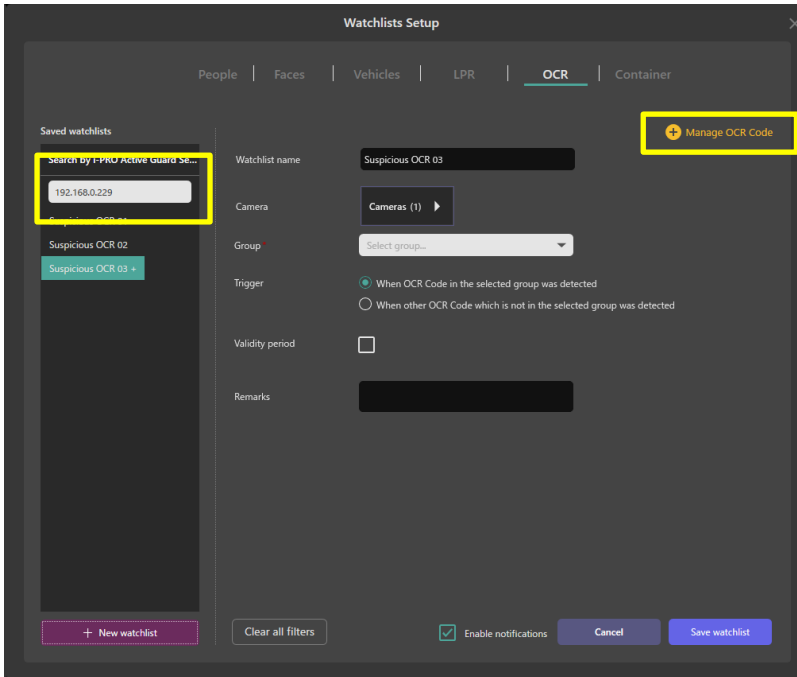 Watchlists Setup
People
Faces
Vehicles
LPR
OCR
Container
Saved watchlists
Manage OCR Code
Search by i-PRO Active Guard Se...
192.168.0.229
Suspicious OCR 01
Suspicious OCR 02
Suspicious OCR 03 +
Watchlist name
Suspicious OCR 03
Camera
Cameras (1)
Group *
Select group...
Trigger
When OCR Code in the selected group was detected
When other OCR Code which is not in the selected group was detected
Validity period
Remarks
+ New watchlist
Clear all filters
Enable notifications
Cancel
Save watchlist